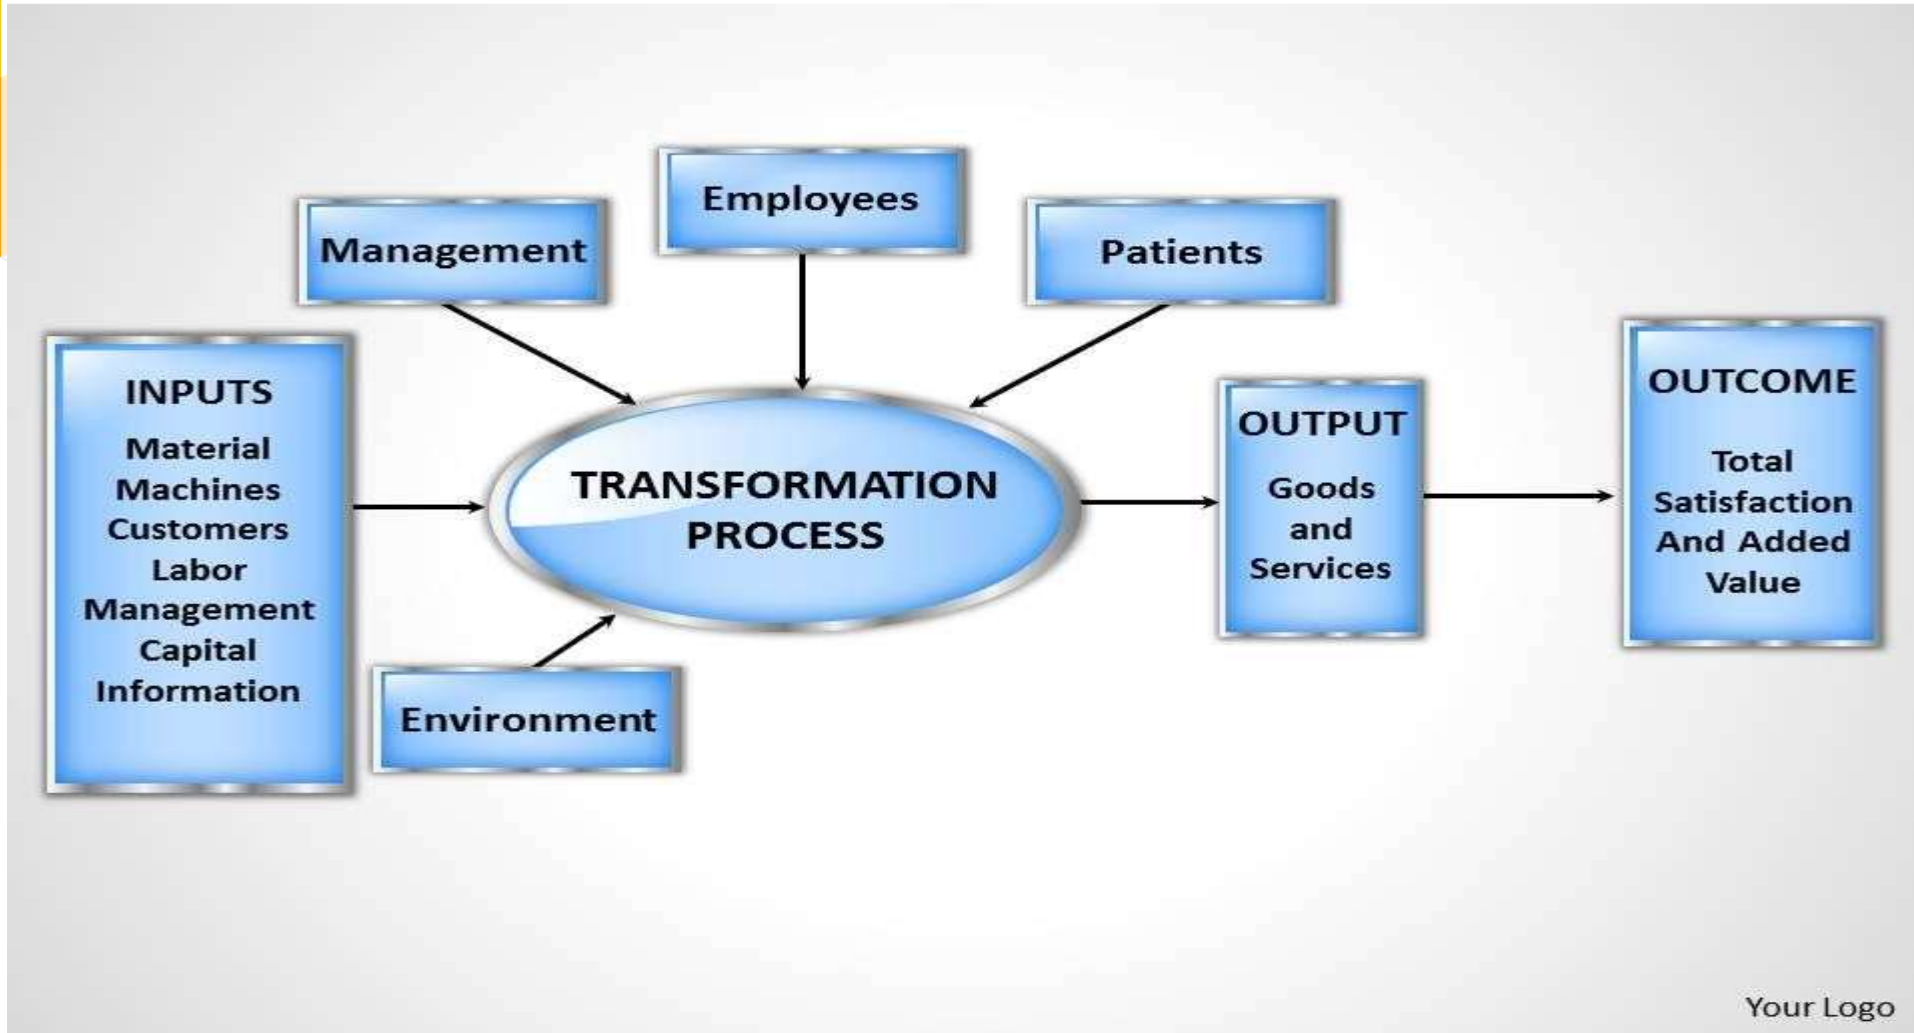 Employees
Management
Patients
INPUTS
Material
Machines
Customers
Labor
Management
Capital
Information
TRANSFORMATION
PROCESS
Environment
OUTPUT
Goods
and
Services
OUTCOME
Total
Satisfaction
And Added
Value
Your Logo